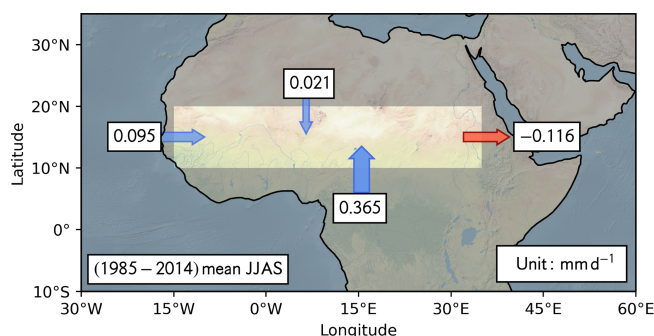 30°N
20°N
10°N
0°
10°S
Latitude
0.021
0.095
−0.116
0.365
(1985 − 2014) mean JJAS
Unit: mm d⁻¹
30°W
15°W
0°W
15°E
30°E
45°E
60°E
Longitude